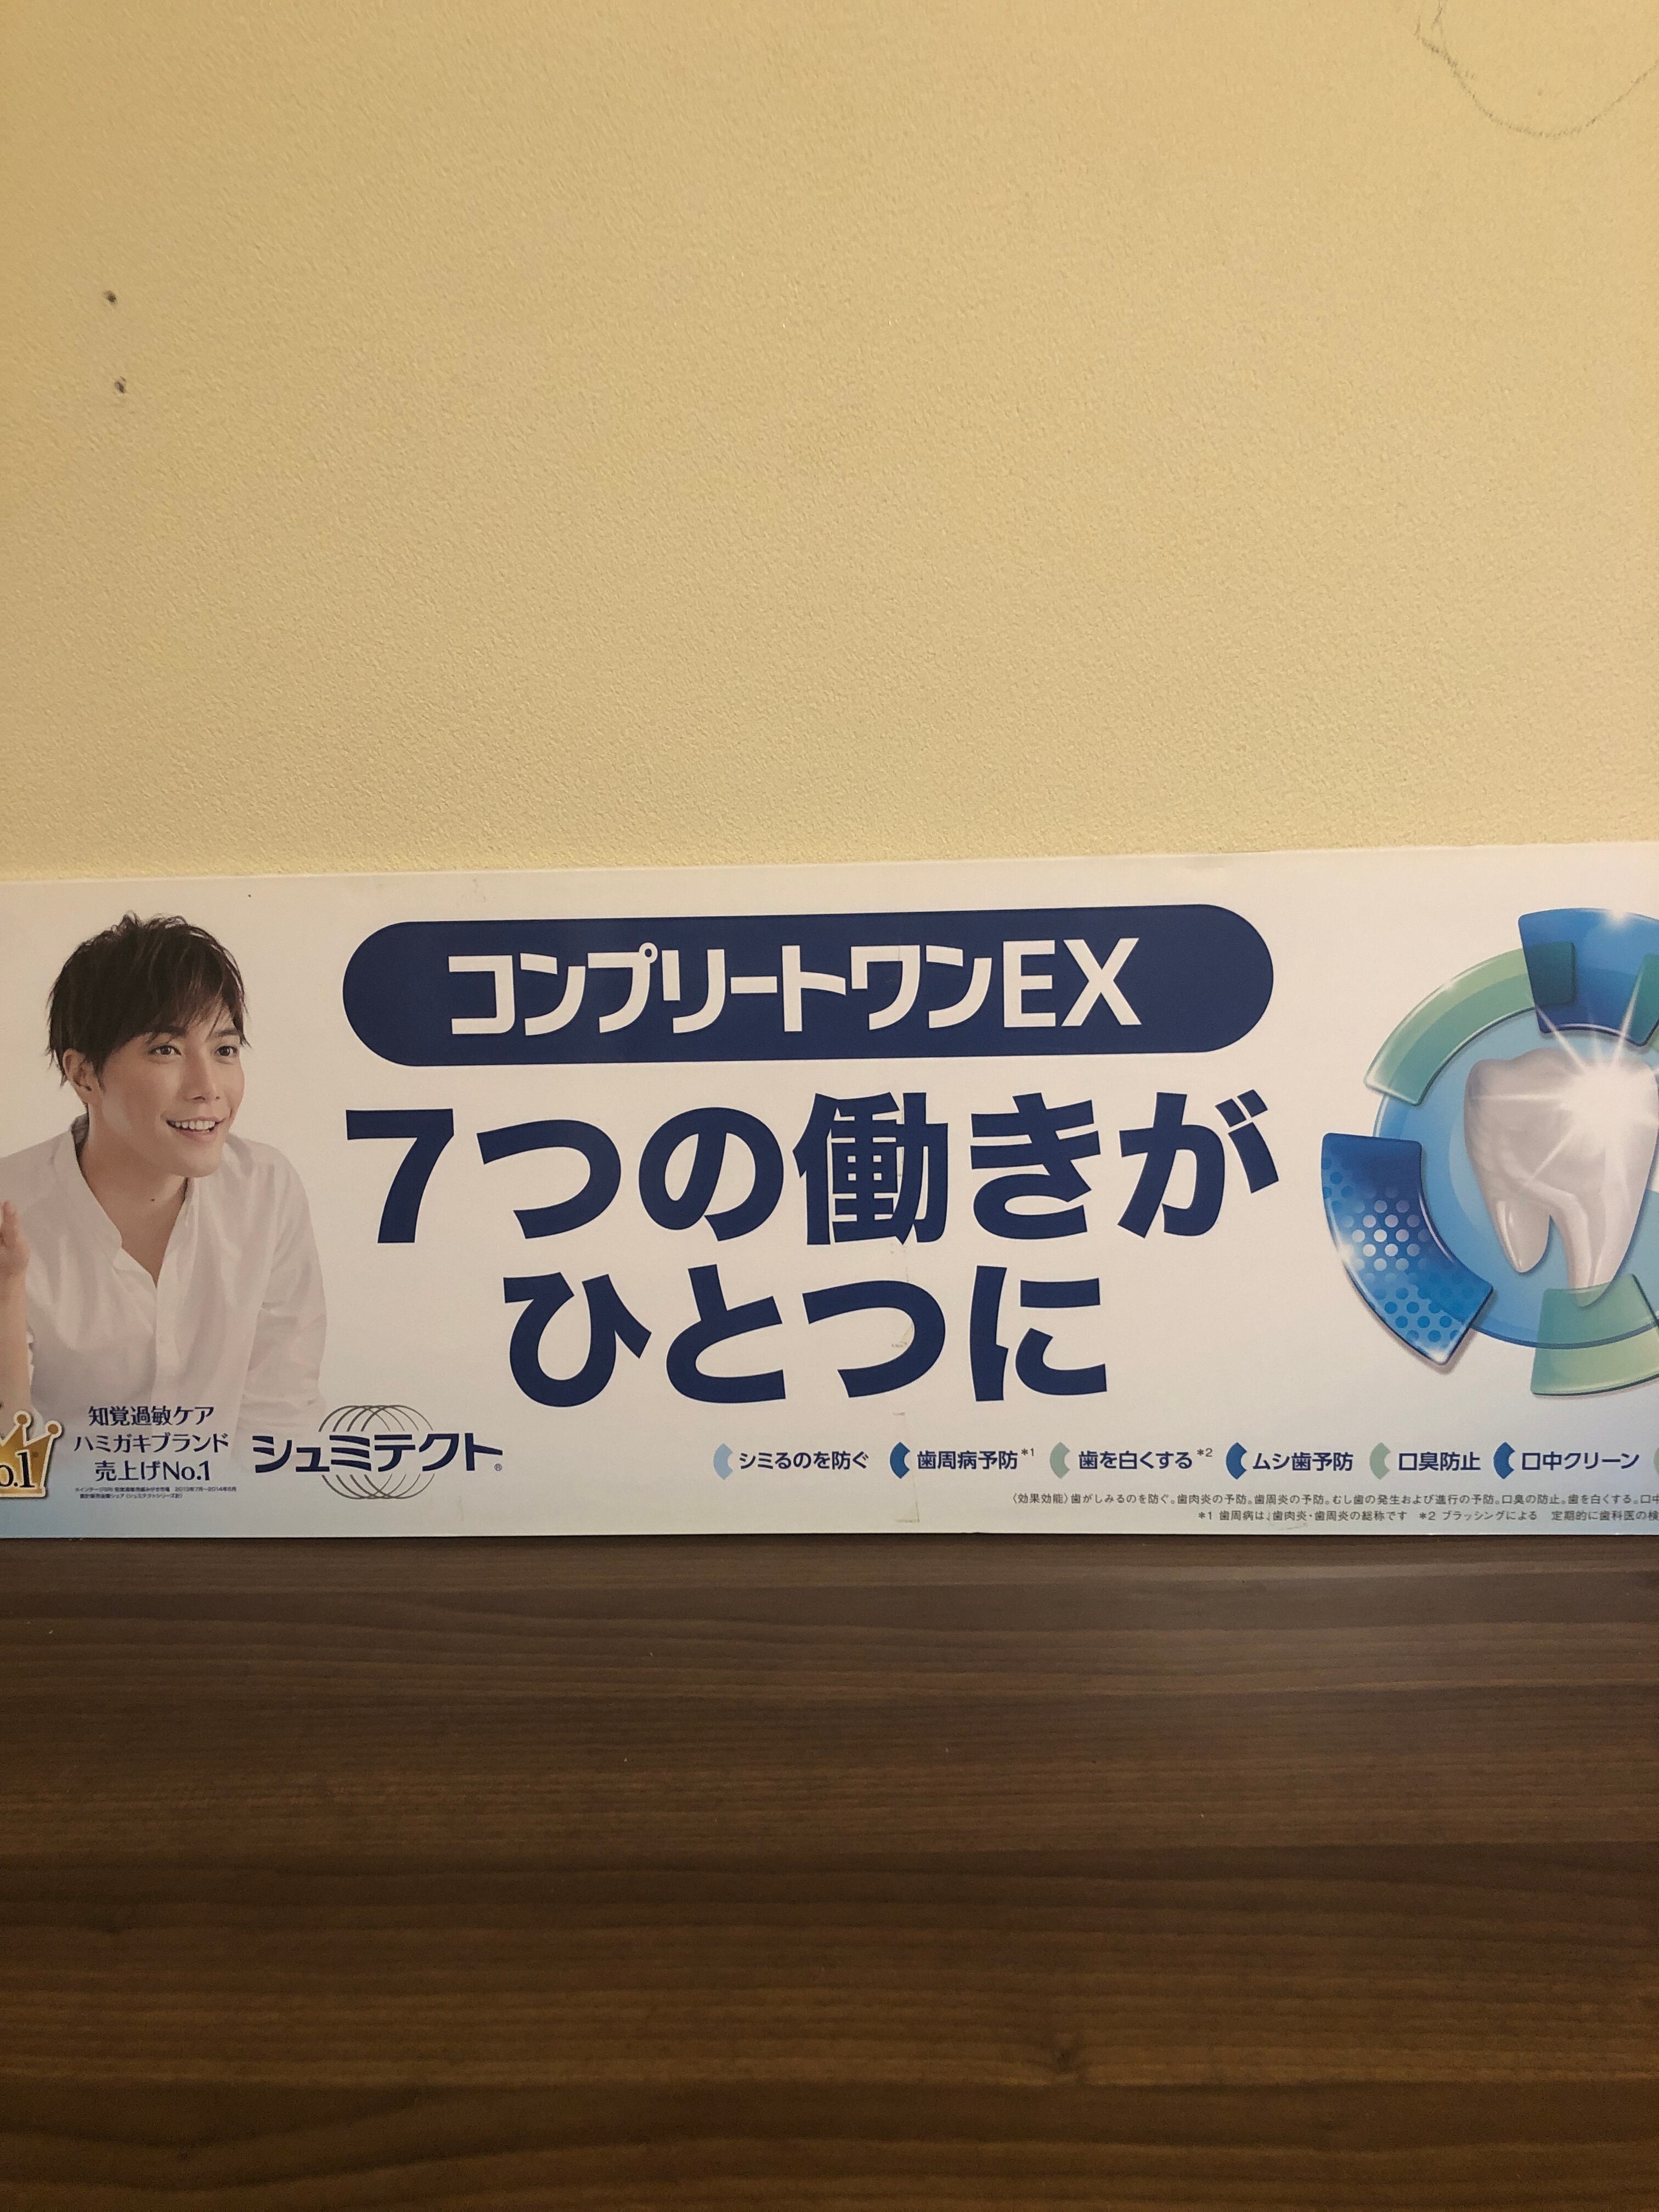 コンプリートワンEX
7つの働きが
ひとつに
o.1
知覚過敏ケア
ハミガキブランド
売上げNo.1
シュミテクト®
シミるのを防ぐ 歯周病予防*1 歯を白くする*2 ムシ歯予防 口臭防止 口中クリーン
〈効果効能〉歯がしみるのを防ぐ。歯肉炎の予防。歯周炎の予防。むし歯の発生および進行の予防。口臭の防止。歯を白くする。口中
*1 歯周病は、歯肉炎・歯周炎の総称です *2 ブラッシングによる 定期的に歯科医の検